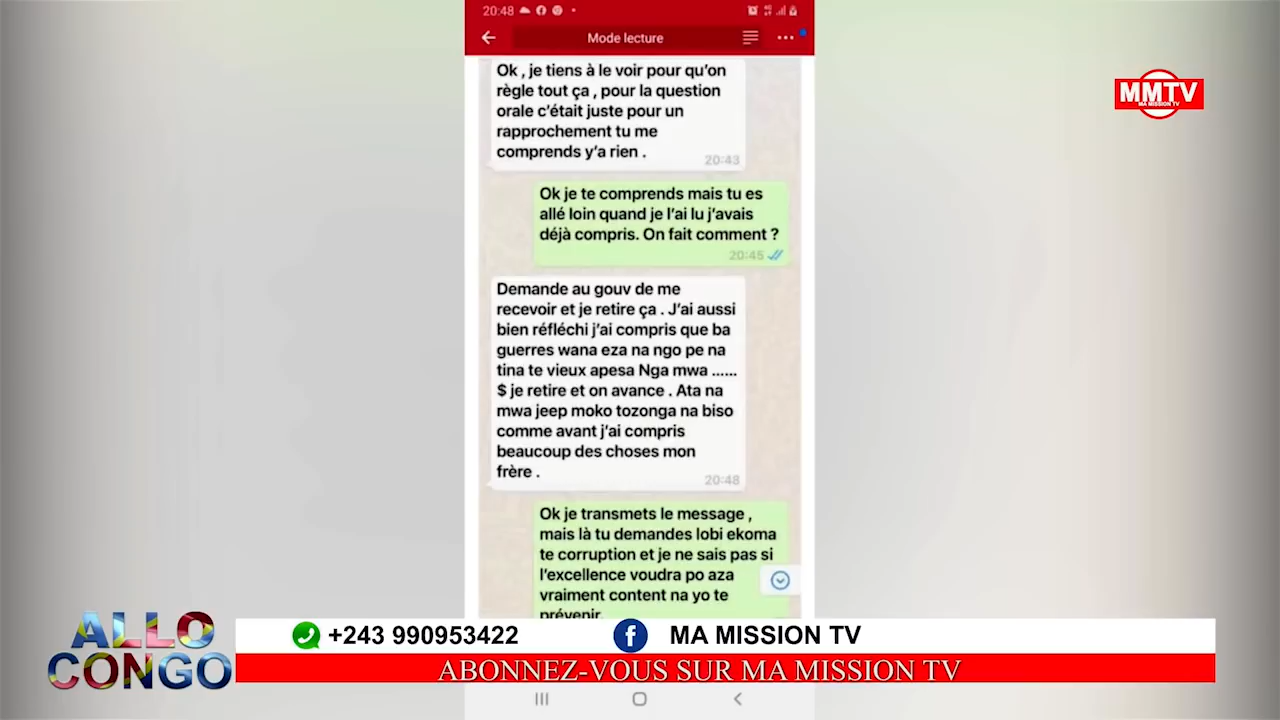 20:48
Mode lecture
Ok , je tiens à le voir pour qu'on
règle tout ça , pour la question
orale c'était juste pour un
rapprochement tu me
comprends y'a rien .
20:43
MMTV
MA MISSION TV
Ok je te comprends mais tu es
allé loin quand je l'ai lu j'avais
déjà compris. On fait comment ?
20:45
Demande au gouv de me
recevoir et je retire ça . J'ai aussi
bien réfléchi j'ai compris que ba
guerres wana eza na ngo pe na
tina te vieux apesa Nga mwa ......
$ je retire et on avance . Ata na
mwa jeep moko tozonga na biso
comme avant j'ai compris
beaucoup des choses mon
frère .
20:48
Ok je transmets le message ,
mais là tu demandes lobi ekoma
te corruption et je ne sais pas si
l'excellence voudra po aza
vraiment content na yo te
prévenir.
ALLO
CONGO
+243 990953422
MA MISSION TV
ABONNEZ-VOUS SUR MA MISSION TV